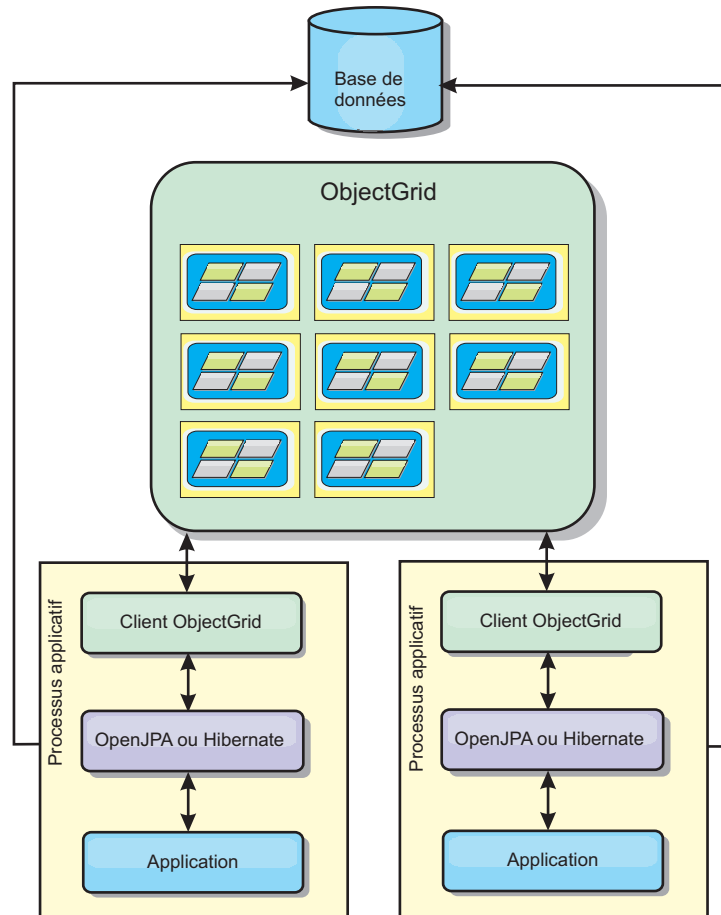 Base de
données
ObjectGrid
Processus applicatif
Client ObjectGrid
OpenJPA ou Hibernate
Application
Processus applicatif
Client ObjectGrid
OpenJPA ou Hibernate
Application